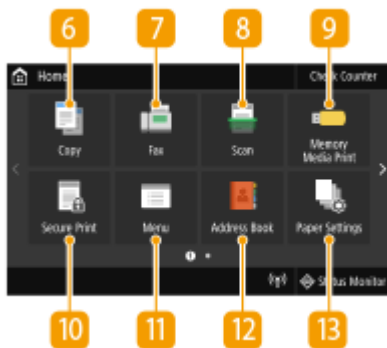 6 7 8 9
Home Check Counter
Copy Fax Scan Memory Media Print
Secure Print Menu Address Book Paper Settings
Status Monitor
10 11 12 13